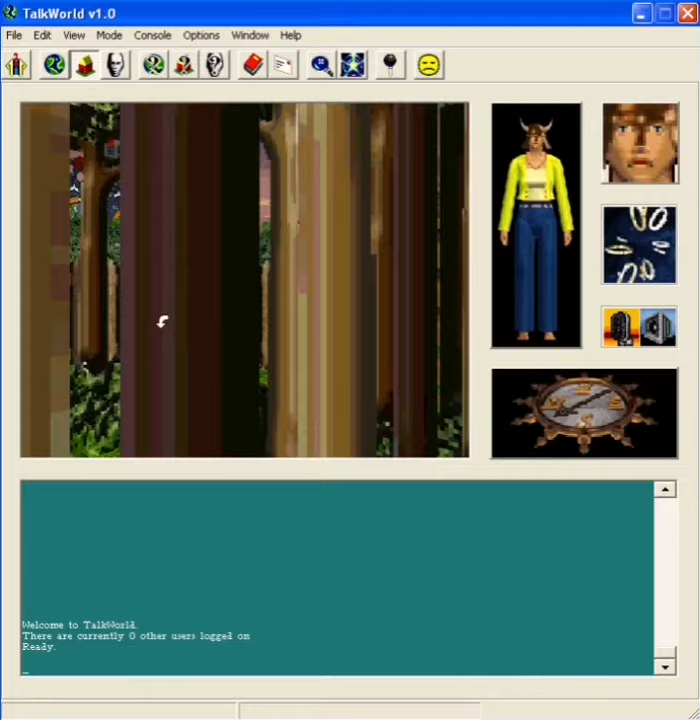 TalkWorld v1.0
File Edit View Mode Console Options Window Help
Welcome to TalkWorld.
There are currently 0 other users logged on
Ready.